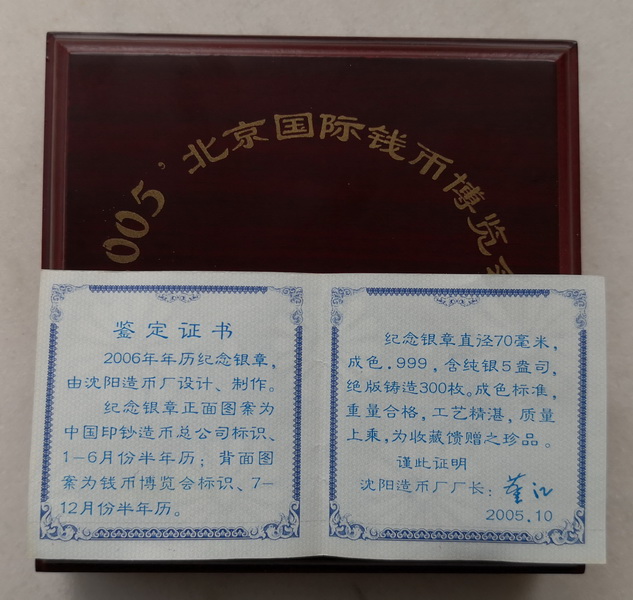 005’北京国际钱币博览
鉴定证书
2006年年历纪念银章,
由沈阳造币厂设计、制作。
纪念银章正面图案为
中国印钞造币总公司标识、
1-6月份半年历；背面图
案为钱币博览会标识、7-
12月份半年历。
纪念银章直径70毫米,
成色.999，含纯银5盎司,
绝版铸造300枚。成色标准,
重量合格，工艺精湛，质量
上乘,为收藏馈赠之珍品。
谨此证明
沈阳造币厂厂长：
2005.10